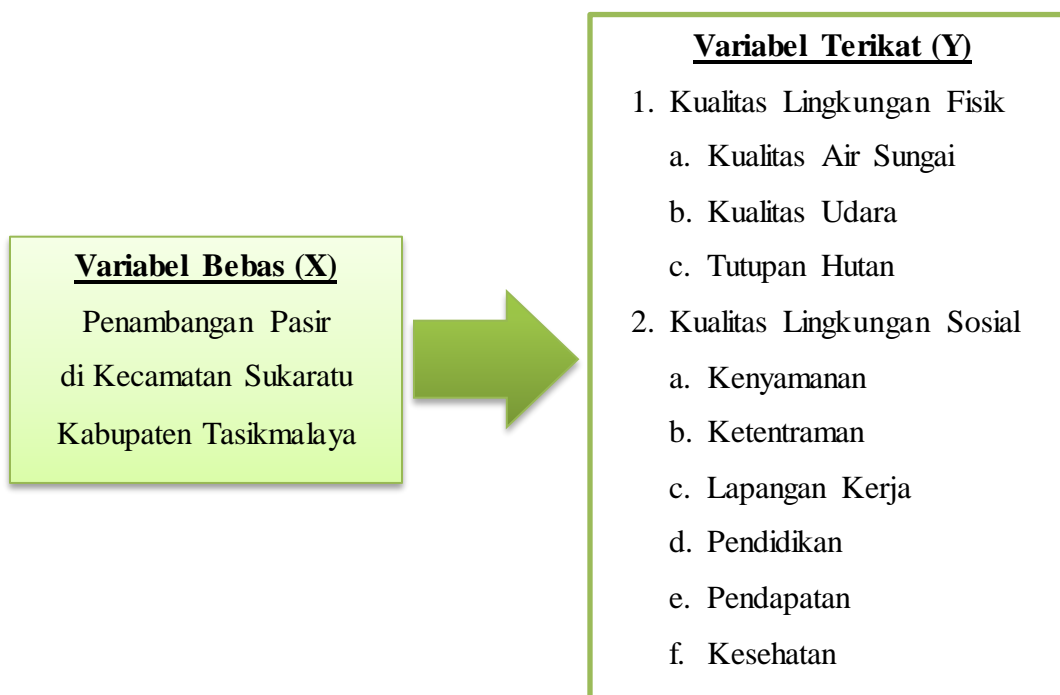 Variabel Bebas (X)
Penambangan Pasir
di Kecamatan Sukaratu
Kabupaten Tasikmalaya
Variabel Terikat (Y)
1. Kualitas Lingkungan Fisik
a. Kualitas Air Sungai
b. Kualitas Udara
c. Tutupan Hutan
2. Kualitas Lingkungan Sosial
a. Kenyamanan
b. Ketentraman
c. Lapangan Kerja
d. Pendidikan
e. Pendapatan
f. Kesehatan